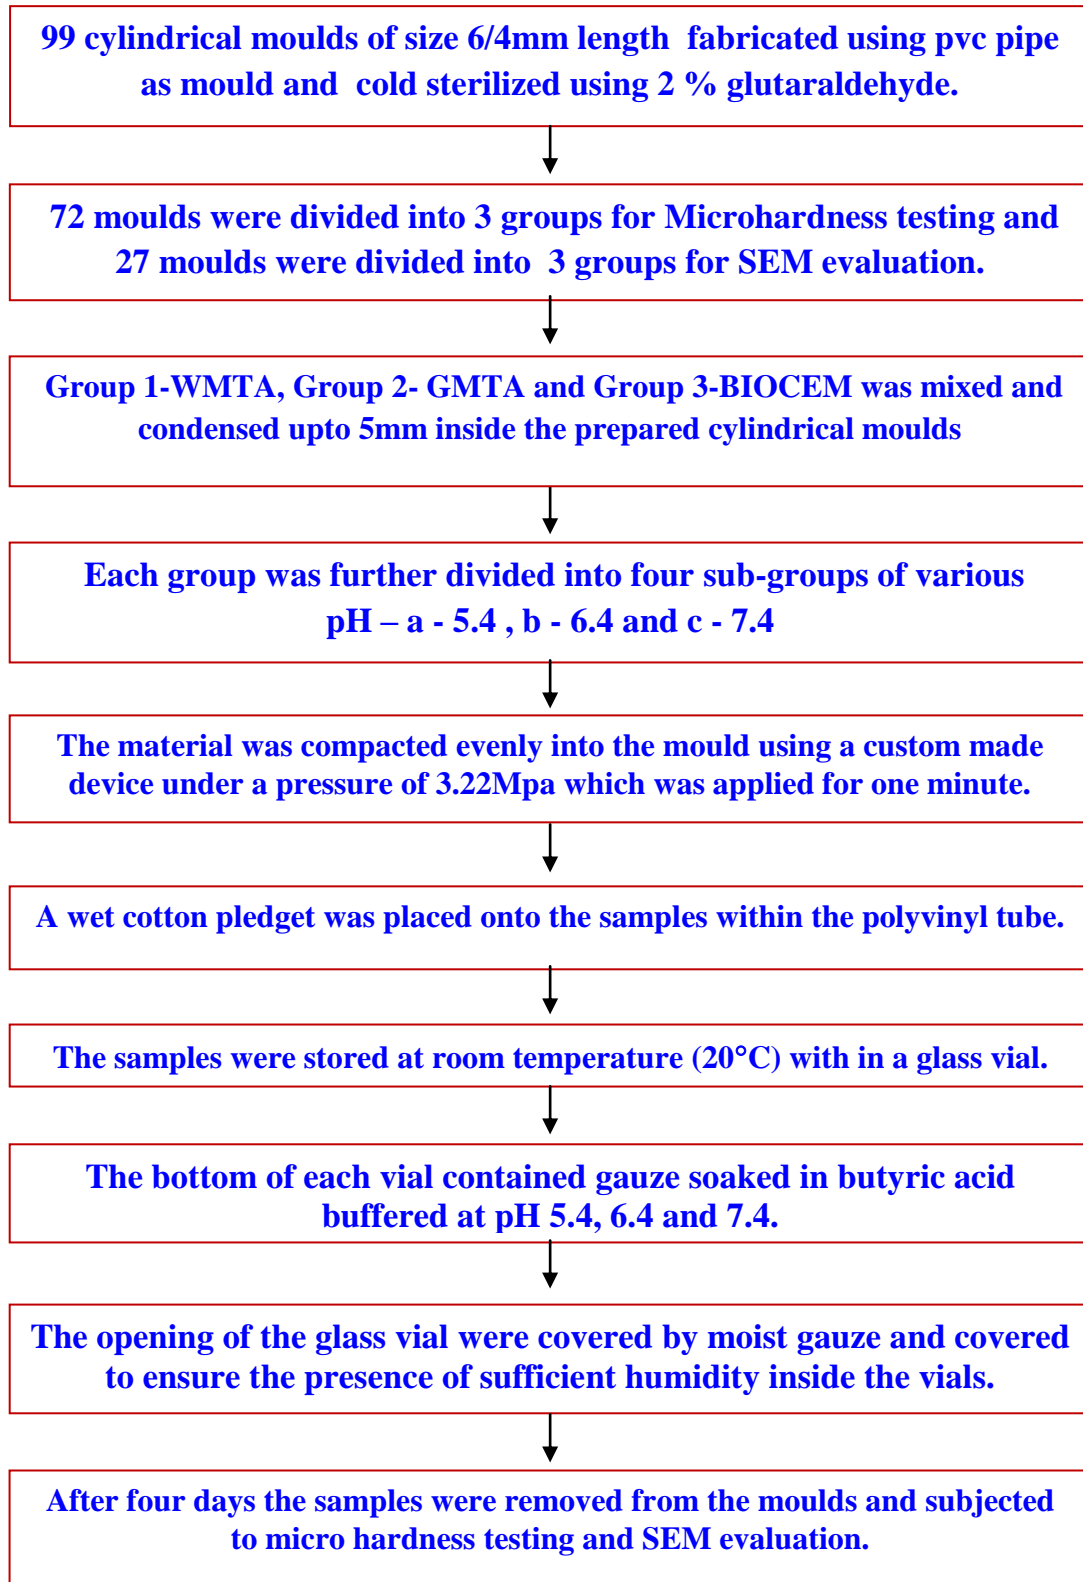 99 cylindrical moulds of size 6/4mm length fabricated using pvc pipe
as mould and cold sterilized using 2 % glutaraldehyde.
72 moulds were divided into 3 groups for Microhardness testing and
27 moulds were divided into 3 groups for SEM evaluation.
Group 1-WMTA, Group 2- GMTA and Group 3-BIOCEM was mixed and
condensed upto 5mm inside the prepared cylindrical moulds
Each group was further divided into four sub-groups of various
pH – a - 5.4 , b - 6.4 and c - 7.4
The material was compacted evenly into the mould using a custom made
device under a pressure of 3.22Mpa which was applied for one minute.
A wet cotton pledget was placed onto the samples within the polyvinyl tube.
The samples were stored at room temperature (20°C) with in a glass vial.
The bottom of each vial contained gauze soaked in butyric acid
buffered at pH 5.4, 6.4 and 7.4.
The opening of the glass vial were covered by moist gauze and covered
to ensure the presence of sufficient humidity inside the vials.
After four days the samples were removed from the moulds and subjected
to micro hardness testing and SEM evaluation.